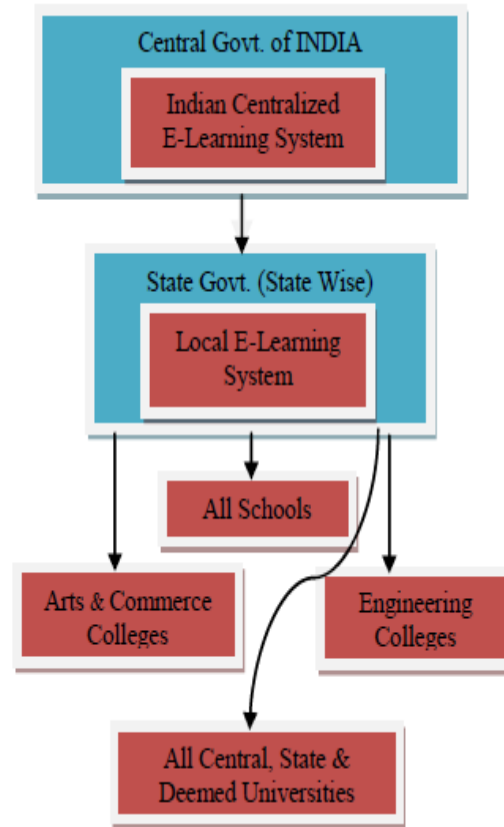 Central Govt. of INDIA
Indian Centralized
E-Learning System
State Govt. (State Wise)
Local E-Learning
System
All Schools
Arts & Commerce
Colleges
Engineering
Colleges
All Central, State &
Deemed Universities